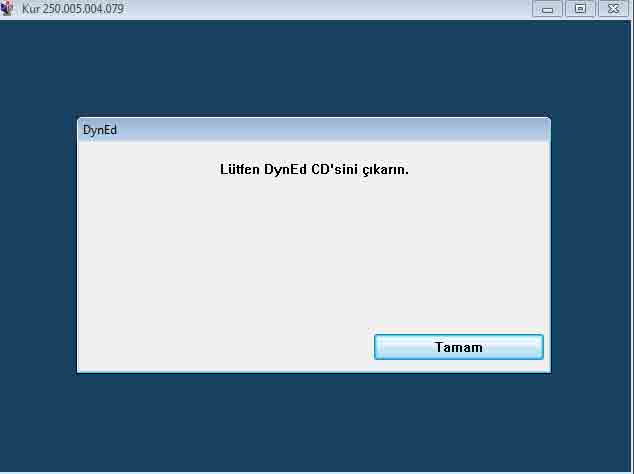 Kur 250.005.004.079
DynEd
Lütfen DynEd CD'sini çıkarın.
Tamam